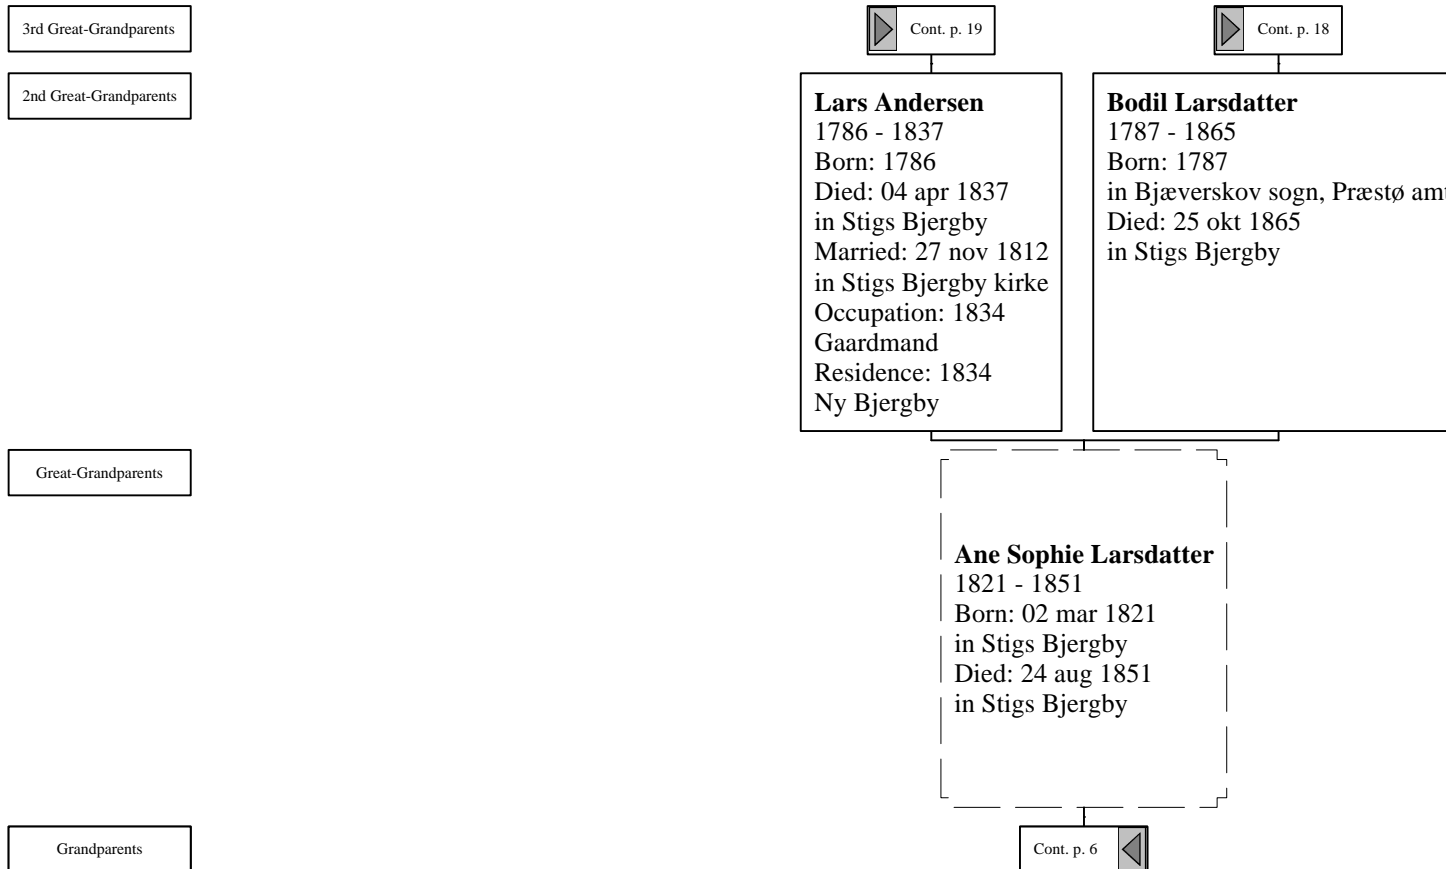 3rd Great-Grandparents
Cont. p. 19
Cont. p. 18
2nd Great-Grandparents
Lars Andersen
1786 - 1837
Born: 1786
Died: 04 apr 1837
in Stigs Bjergby
Married: 27 nov 1812
in Stigs Bjergby kirke
Occupation: 1834
Gaardmand
Residence: 1834
Ny Bjergby
Bodil Larsdatter
1787 - 1865
Born: 1787
in Bjæverskov sogn, Præstø amt
Died: 25 okt 1865
in Stigs Bjergby
Great-Grandparents
Ane Sophie Larsdatter
1821 - 1851
Born: 02 mar 1821
in Stigs Bjergby
Died: 24 aug 1851
in Stigs Bjergby
Grandparents
Cont. p. 6